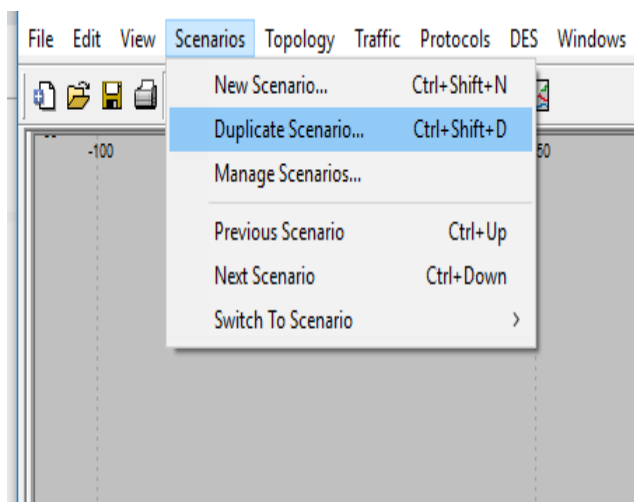 File Edit View Scenarios Topology Traffic Protocols DES Windows
New Scenario... Ctrl+Shift+N
Duplicate Scenario... Ctrl+Shift+D
-100
Manage Scenarios...
Previous Scenario Ctrl+Up
Next Scenario Ctrl+Down
Switch To Scenario >